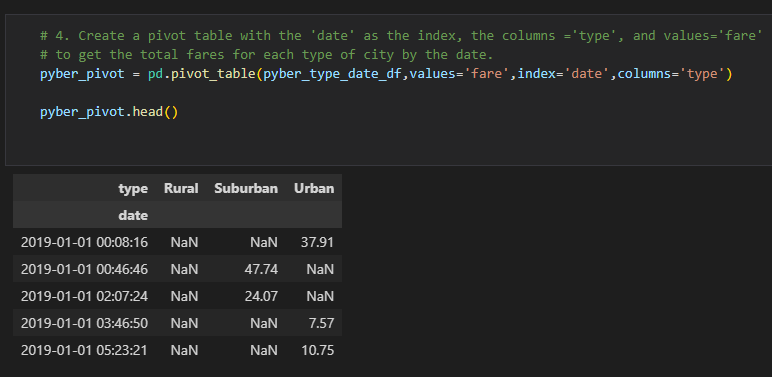 # 4. Create a pivot table with the 'date' as the index, the columns ='type', and values='fare'
# to get the total fares for each type of city by the date.
pyber_pivot = pd.pivot_table(pyber_type_date_df,values='fare',index='date',columns='type')
pyber_pivot.head()
type Rural Suburban Urban
date
2019-01-01 00:08:16 NaN NaN 37.91
2019-01-01 00:46:46 NaN 47.74 NaN
2019-01-01 02:07:24 NaN 24.07 NaN
2019-01-01 03:46:50 NaN NaN 7.57
2019-01-01 05:23:21 NaN NaN 10.75